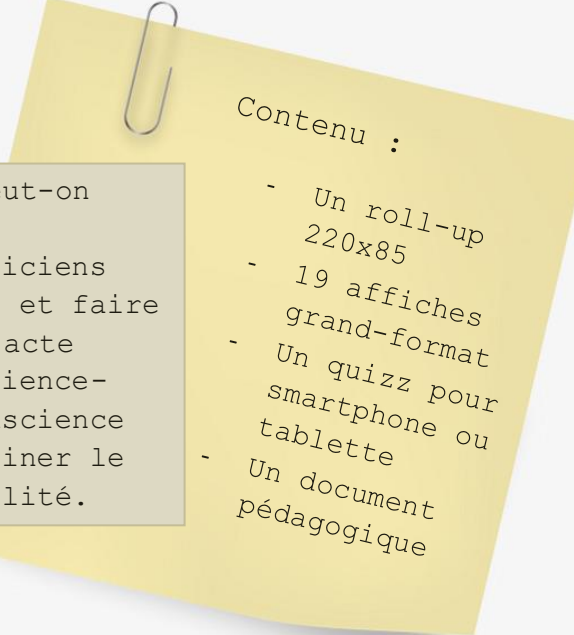 ut-on
iciens
et faire
acte
ience-
science
iner le
lité.
Contenu :
- Un roll-up
220x85
- 19 affiches
grand-format
- Un quizz pour
smartphone ou
tablette
- Un document
pédagogique